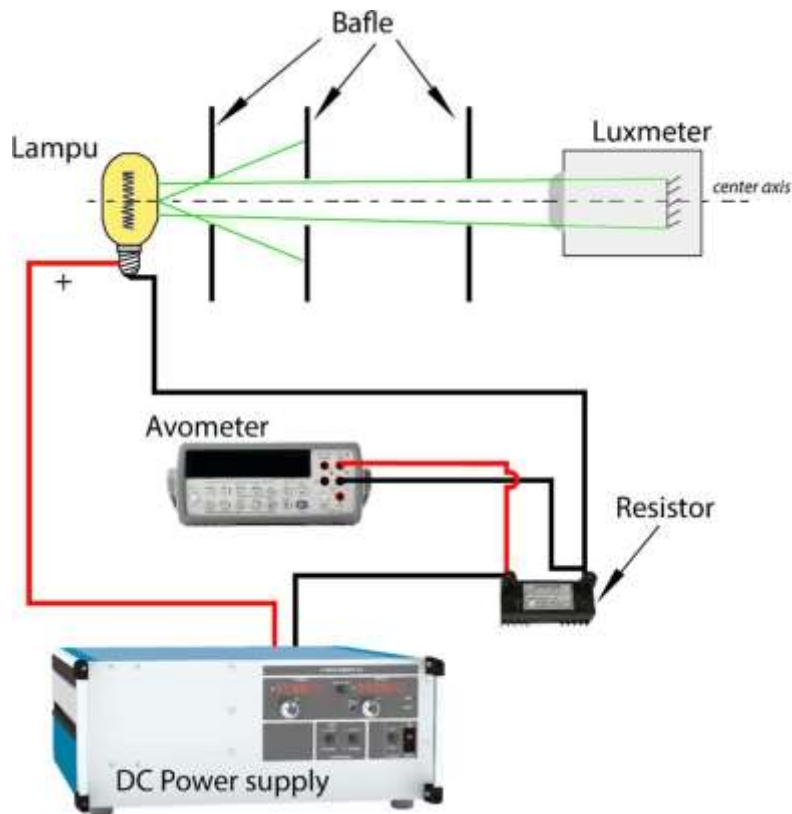 Bafle
Lampu
Luxmeter
center axis
+
Avometer
Resistor
DC Power supply